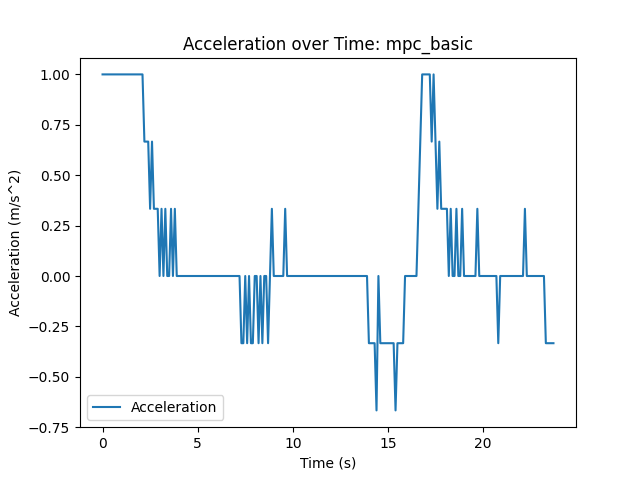 Acceleration over Time: mpc_basic
1.00
0.75
0.50
0.25
0.00
−0.25
−0.50
−0.75
Acceleration (m/s^2)
Acceleration
0 5 10 15 20
Time (s)